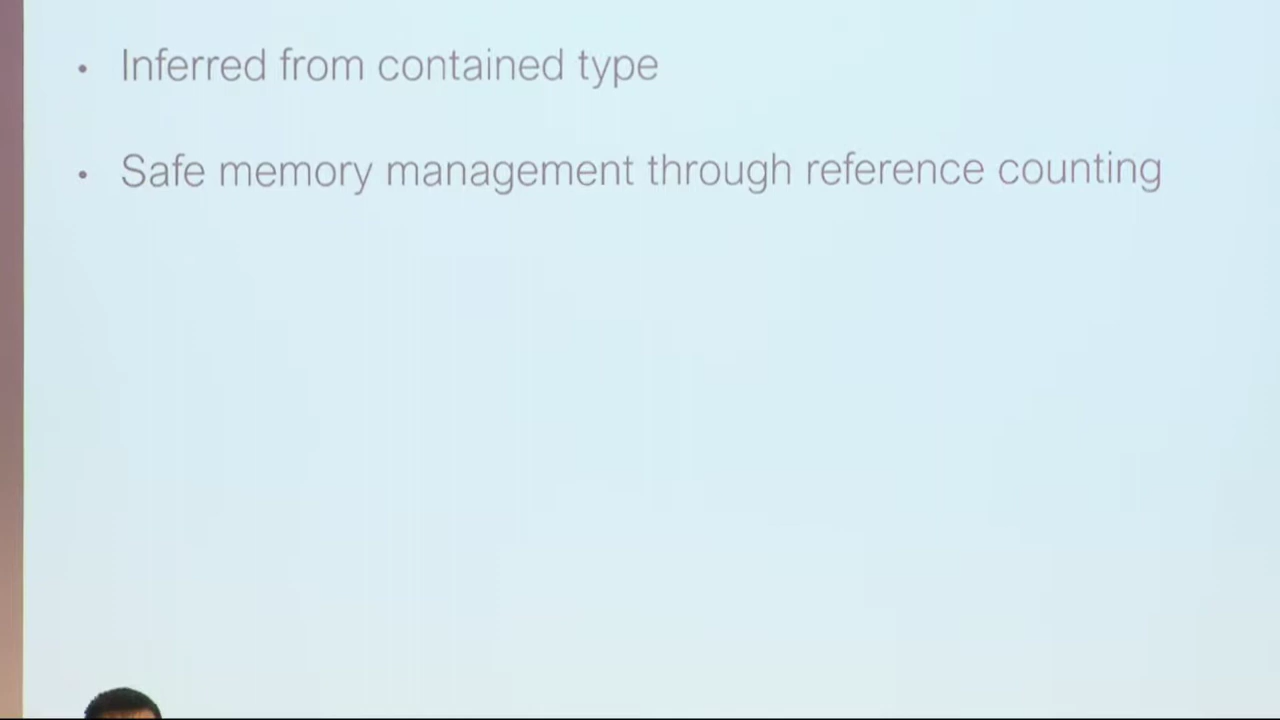 • Inferred from contained type
• Safe memory management through reference counting